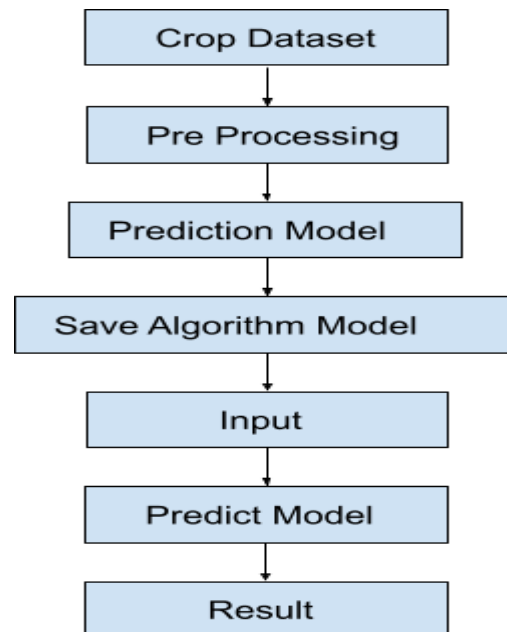 Crop Dataset
Pre Processing
Prediction Model
Save Algorithm Model
Input
Predict Model
Result